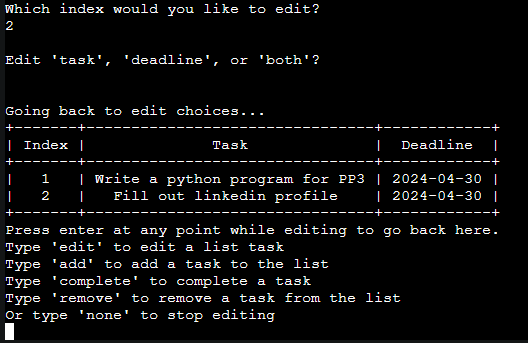 Which index would you like to edit?
2
Edit 'task', 'deadline', or 'both'?
Going back to edit choices...
+-------+----------------------------------+------------+
| Index |               Task               |  Deadline  |
+-------+----------------------------------+------------+
|   1   | Write a python program for PP3 | 2024-04-30 |
|   2   |   Fill out linkedin profile    | 2024-04-30 |
+-------+----------------------------------+------------+
Press enter at any point while editing to go back here.
Type 'edit' to edit a list task
Type 'add' to add a task to the list
Type 'complete' to complete a task
Type 'remove' to remove a task from the list
Or type 'none' to stop editing